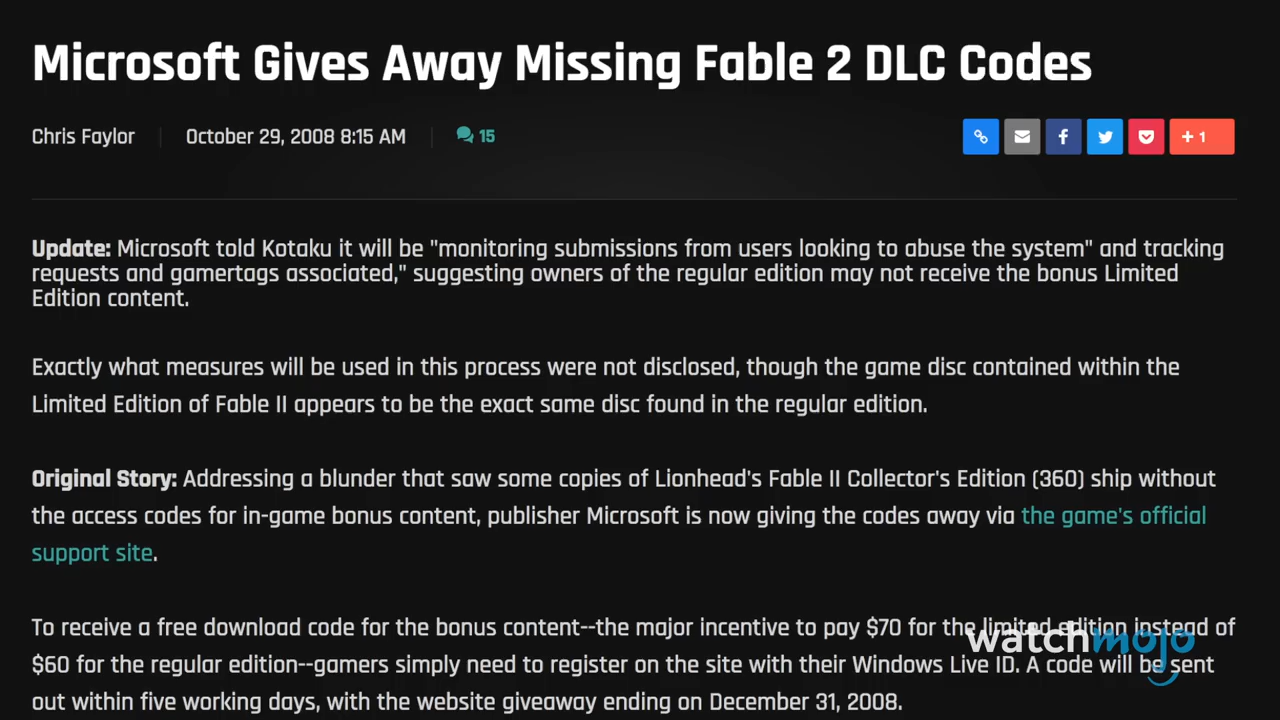 Microsoft Gives Away Missing Fable 2 DLC Codes
Chris Faylor
October 29, 2008 8:15 AM
15
+ 1
Update: Microsoft told Kotaku it will be "monitoring submissions from users looking to abuse the system" and tracking
requests and gamertags associated," suggesting owners of the regular edition may not receive the bonus Limited
Edition content.
Exactly what measures will be used in this process were not disclosed, though the game disc contained within the
Limited Edition of Fable II appears to be the exact same disc found in the regular edition.
Original Story: Addressing a blunder that saw some copies of Lionhead's Fable II Collector's Edition (360) ship without
the access codes for in-game bonus content, publisher Microsoft is now giving the codes away via the game's official
support site.
To receive a free download code for the bonus content--the major incentive to pay $70 for the limited edition instead of
$60 for the regular edition--gamers simply need to register on the site with their Windows Live ID. A code will be sent
out within five working days, with the website giveaway ending on December 31, 2008.
watchmojo